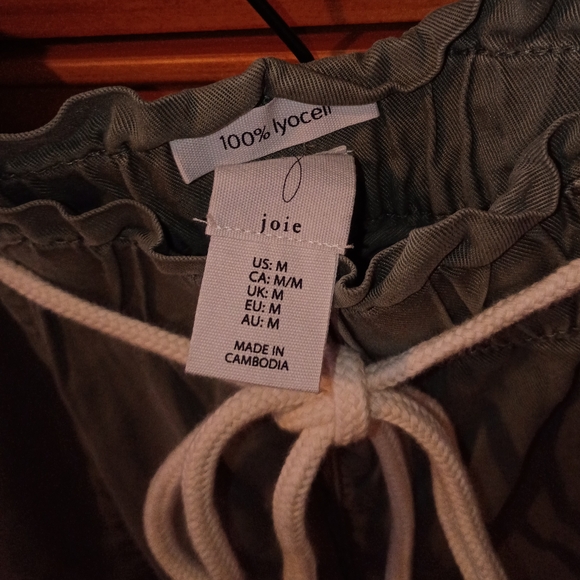 100% lyocell
joie
US: M
CA: M/M
UK: M
EU: M
AU: M
MADE IN
CAMBODIA